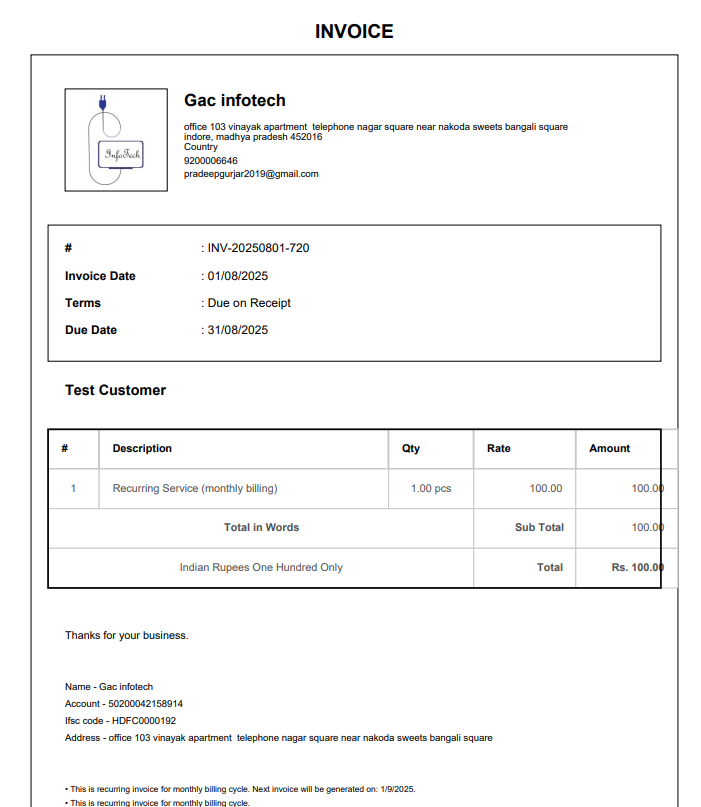 INVOICE
InfoTech
Gac infotech
office 103 vinayak apartment  telephone nagar square near nakoda sweets bangali square
indore, madhya pradesh 452016
Country
9200006646
pradeepgurjar2019@gmail.com
# : INV-20250801-720
Invoice Date : 01/08/2025
Terms : Due on Receipt
Due Date : 31/08/2025
Test Customer
# Description Qty Rate Amount
1 Recurring Service (monthly billing) 1.00 pcs 100.00 100.00
Total in Words Sub Total 100.00
Indian Rupees One Hundred Only Total Rs. 100.00
Thanks for your business.
Name - Gac infotech
Account - 50200042158914
Ifsc code - HDFC0000192
Address - office 103 vinayak apartment  telephone nagar square near nakoda sweets bangali square
• This is recurring invoice for monthly billing cycle. Next invoice will be generated on: 1/9/2025.
• This is recurring invoice for monthly billing cycle.